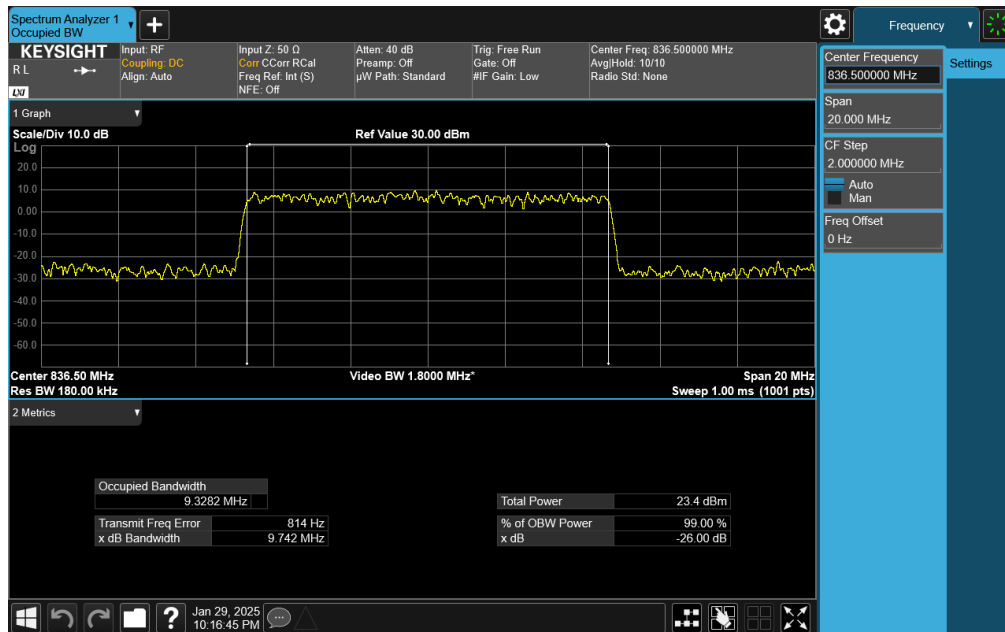 Spectrum Analyzer 1
Occupied BW
Frequency
KEYSIGHT
R L
LXI
Input: RF
Coupling: DC
Align: Auto
Input Z: 50 Ω
Corr CCorr RCal
Freq Ref: Int (S)
NFE: Off
Atten: 40 dB
Preamp: Off
µW Path: Standard
Trig: Free Run
Gate: Off
#IF Gain: Low
Center Freq: 836.500000 MHz
Avg|Hold: 10/10
Radio Std: None
Center Frequency
836.500000 MHz
Settings
Span
20.000 MHz
CF Step
2.000000 MHz
Auto
Man
Freq Offset
0 Hz
1 Graph
Scale/Div 10.0 dB
Ref Value 30.00 dBm
Log
20.0
10.0
0.00
-10.0
-20.0
-30.0
-40.0
-50.0
-60.0
Center 836.50 MHz
Video BW 1.8000 MHz*
Span 20 MHz
Res BW 180.00 kHz
Sweep 1.00 ms (1001 pts)
2 Metrics
Occupied Bandwidth
9.3282 MHz
Total Power 23.4 dBm
Transmit Freq Error 814 Hz
% of OBW Power 99.00 %
x dB Bandwidth 9.742 MHz
x dB -26.00 dB
?
Jan 29, 2025
10:16:45 PM